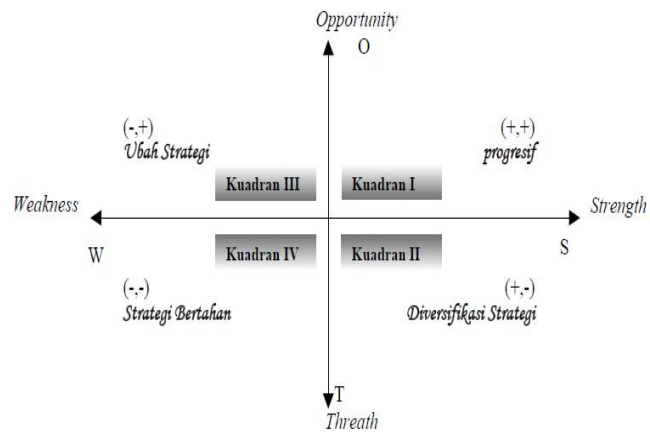 Opportunity
O
(-,+)
Ubah Strategi
(+,+)
progresif
Kuadran III
Kuadran I
Weakness
Strength
W
Kuadran IV
Kuadran II
S
(-,-)
Strategi Bertahan
(+,-)
Diversifikasi Strategi
T
Threath